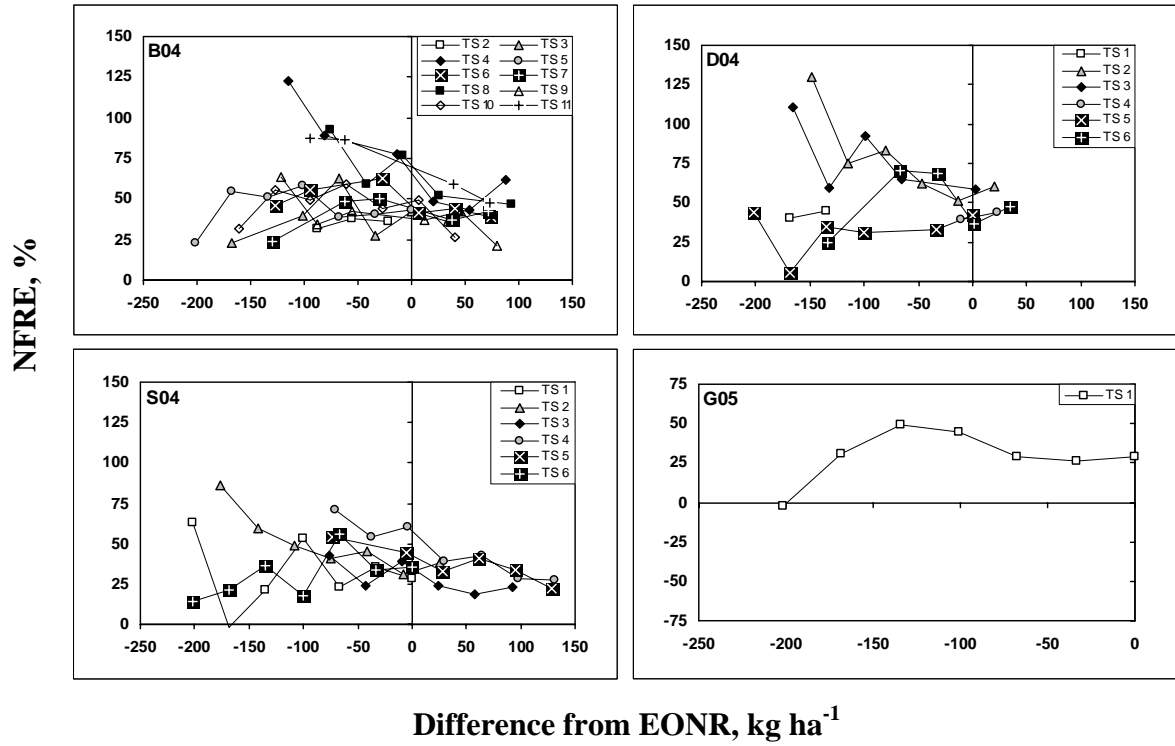 NFRE, %
B04
TS 2 TS 3
TS 4 TS 5
TS 6 TS 7
TS 8 TS 9
TS 10 TS 11
150
125
100
75
50
25
0
-250 -200 -150 -100 -50 0 50 100 150
D04
TS 1
TS 2
TS 3
TS 4
TS 5
TS 6
150
125
100
75
50
25
0
-250 -200 -150 -100 -50 0 50 100 150
S04
TS 1
TS 2
TS 3
TS 4
TS 5
TS 6
150
125
100
75
50
25
0
-250 -200 -150 -100 -50 0 50 100 150
G05
TS 1
75
50
25
0
-25
-50
-75
-250 -200 -150 -100 -50 0
Difference from EONR, kg ha-1